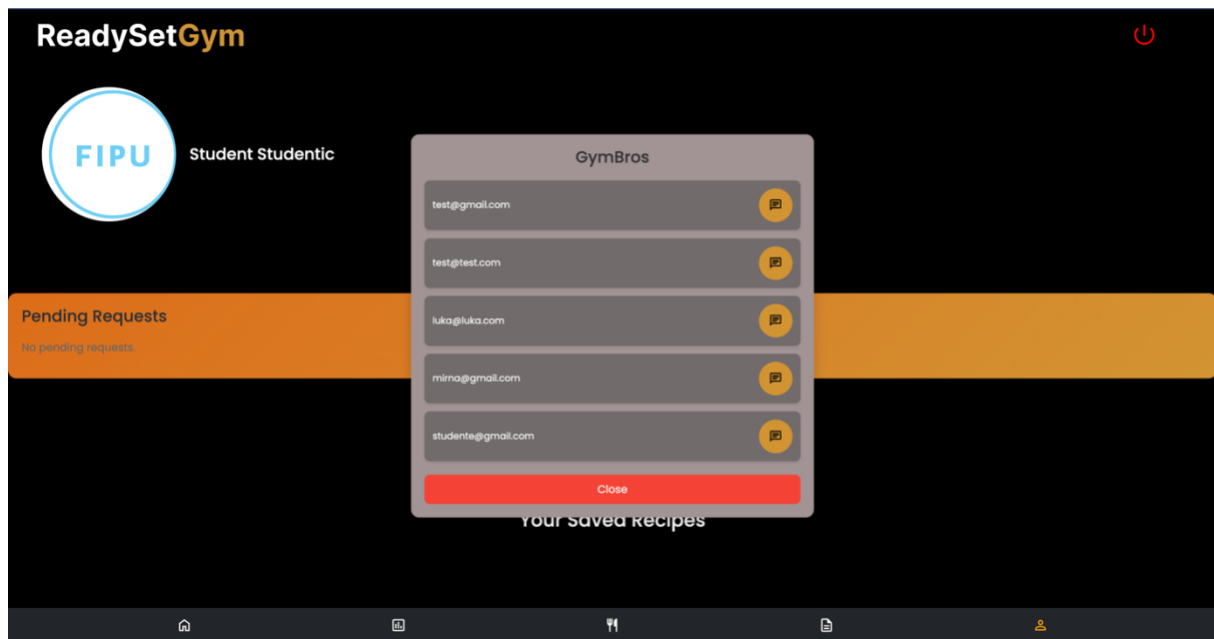 ReadySetGym
FIPU
Student Studentic
GymBros
test@gmail.com
test@test.com
luka@luka.com
mirna@gmail.com
studente@gmail.com
Close
Pending Requests
No pending requests.
Your Saved Recipes